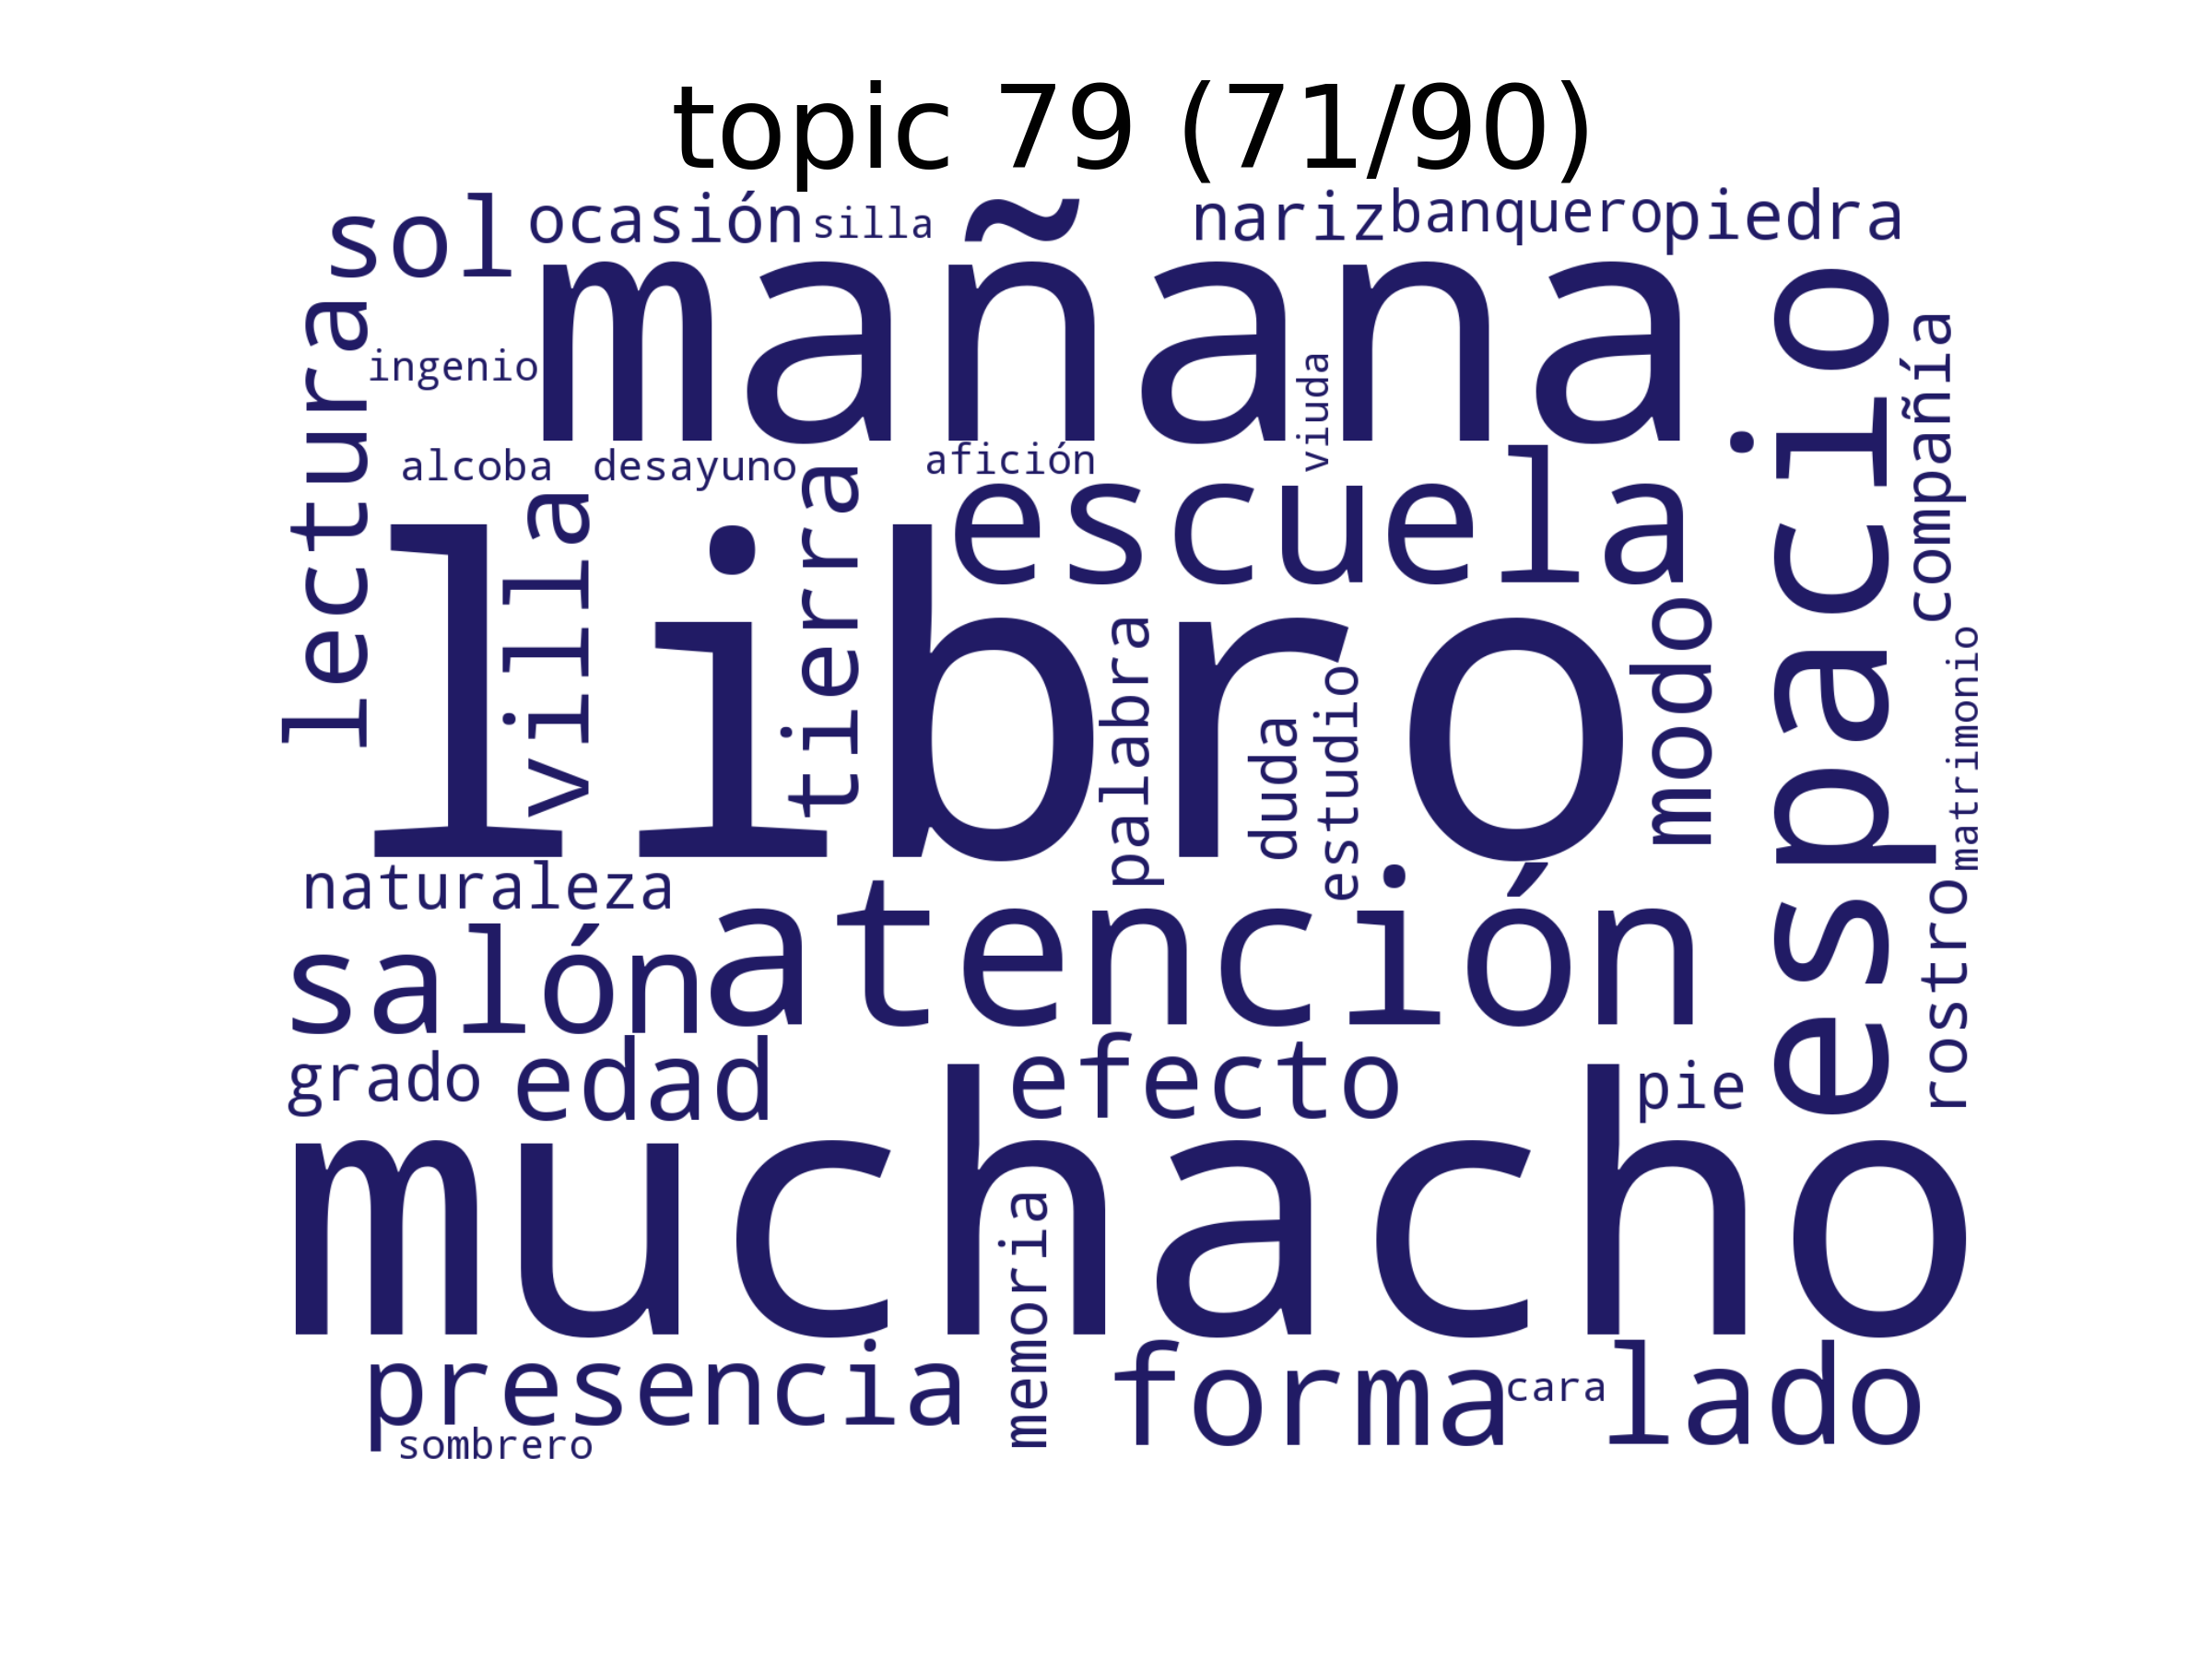 topic 79 (71/90)
sol
ocasión
silla
nariz
banquero
piedra
mañana
lectura
ingenio
viuda
espacio
compañía
alcoba
desayuno
afición
villa
tierra
escuela
libro
palabra
duda
estudio
modo
matrimonio
naturaleza
salón
atención
rostro
grado
edad
efecto
pie
muchacho
memoria
presencia
forma
cara
lado
sombrero